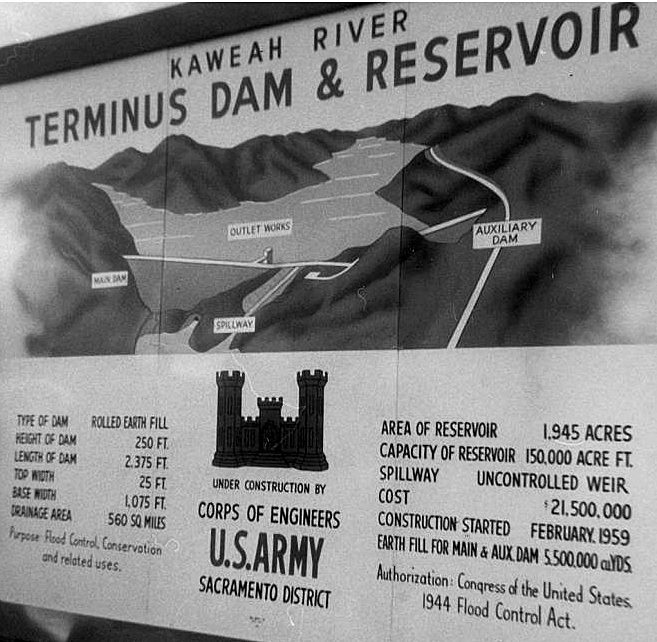 KAWEAH RIVER
TERMINUS DAM & RESERVOIR
OUTLET WORKS
AUXILIARY
DAM
MAIN DAM
SPILLWAY
TYPE OF DAM ROLLED EARTH FILL
HEIGHT OF DAM 250 FT.
LENGTH OF DAM 2,375 FT.
TOP WIDTH 25 FT.
BASE WIDTH 1,075 FT.
DRAINAGE AREA 560 SQ. MILES
Purpose: Flood Control, Conservation
and related uses.
UNDER CONSTRUCTION BY
CORPS OF ENGINEERS
U.S. ARMY
SACRAMENTO DISTRICT
AREA OF RESERVOIR 1,945 ACRES
CAPACITY OF RESERVOIR 150,000 ACRE FT.
SPILLWAY UNCONTROLLED WEIR
COST $21,500,000
CONSTRUCTION STARTED FEBRUARY, 1959
EARTH FILL FOR MAIN & AUX. DAM 5,500,000 cu.YDS.
Authorization: Congress of the United States,
1944 Flood Control Act.